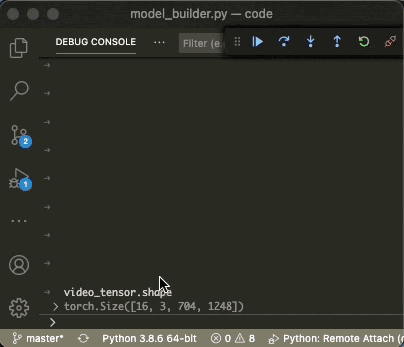 model_builder.py — code
DEBUG CONSOLE
Filter (e.
2
1
video_tensor.shape
torch.Size([16, 3, 704, 1248])
master*
Python 3.8.6 64-bit
0
8
Python: Remote Attach (r